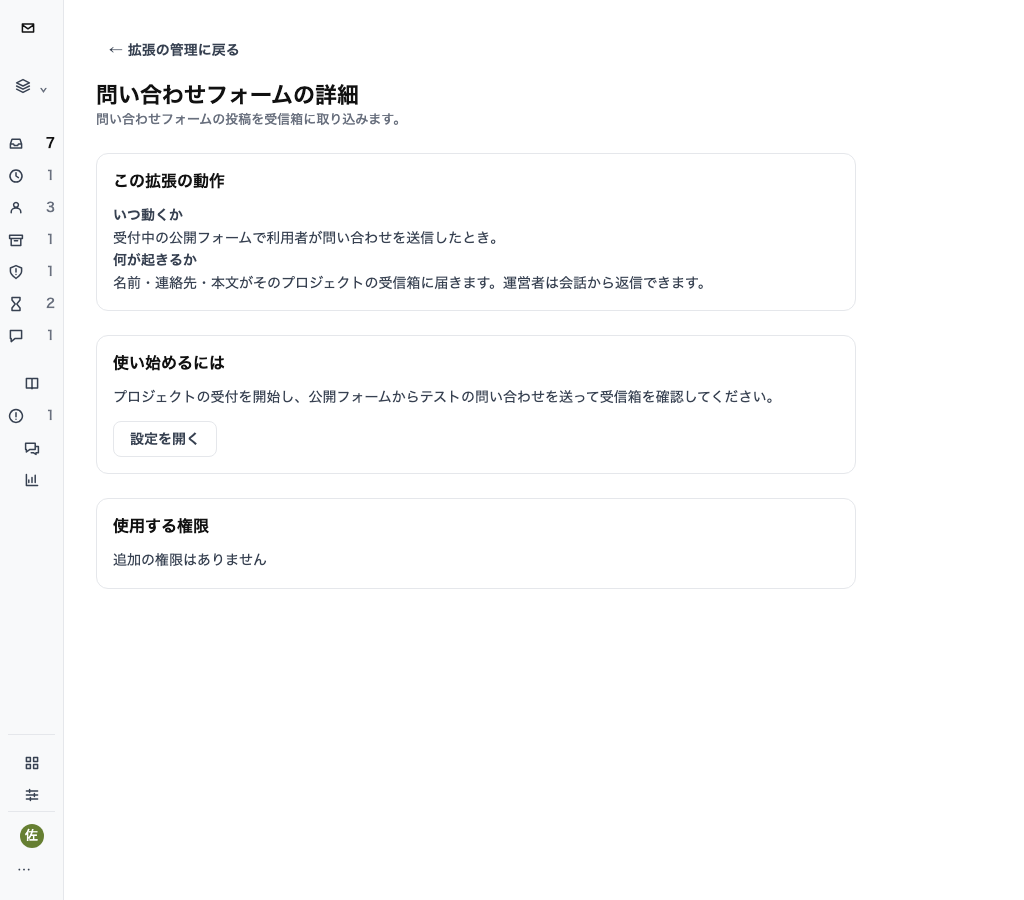 ← 拡張の管理に戻る
問い合わせフォームの詳細
問い合わせフォームの投稿を受信箱に取り込みます。
7
1
3
1
1
2
1
1
この拡張の動作
いつ動くか
受付中の公開フォームで利用者が問い合わせを送信したとき。
何が起きるか
名前・連絡先・本文がそのプロジェクトの受信箱に届きます。運営者は会話から返信できます。
使い始めるには
プロジェクトの受付を開始し、公開フォームからテストの問い合わせを送って受信箱を確認してください。
設定を開く
使用する権限
追加の権限はありません
佐
…